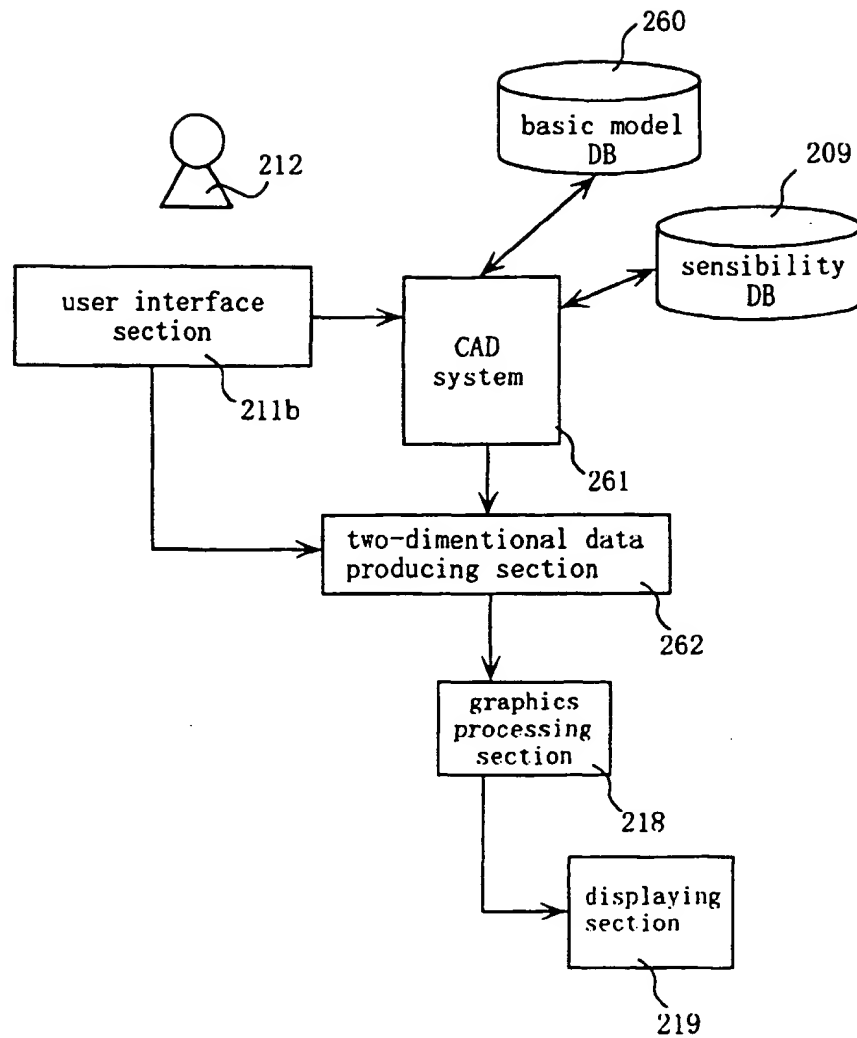 260
basic model
DB
209
212
sensibility
DB
user interface
section
CAD
system
211b
261
two-dimentional data
producing section
262
graphics
processing
section
218
displaying
section
219